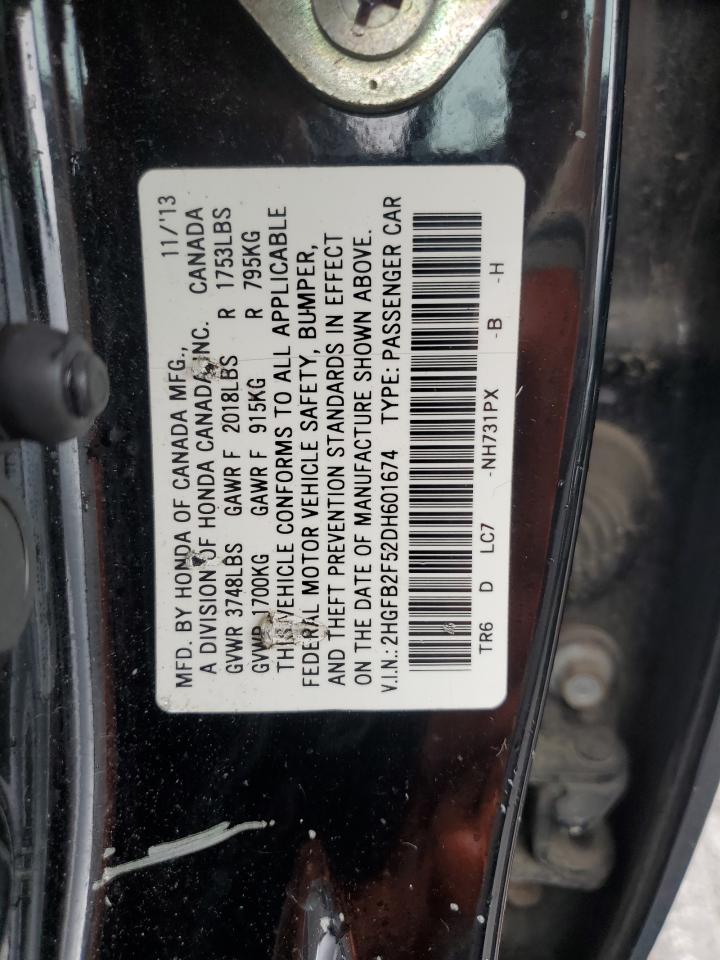 MFD. BY HONDA OF CANADA MFG., 11/'13
A DIVISION OF HONDA CANADA INC. CANADA
GVWR 3748LBS GAWR F 2018LBS R 1753LBS
GVWR 1700KG GAWR F 915KG R 795KG
THIS VEHICLE CONFORMS TO ALL APPLICABLE
FEDERAL MOTOR VEHICLE SAFETY, BUMPER,
AND THEFT PREVENTION STANDARDS IN EFFECT
ON THE DATE OF MANUFACTURE SHOWN ABOVE.
V.I.N.: 2HGFB2F52DH601674 TYPE: PASSENGER CAR
TR6 D LC7 -NH731PX -B -H